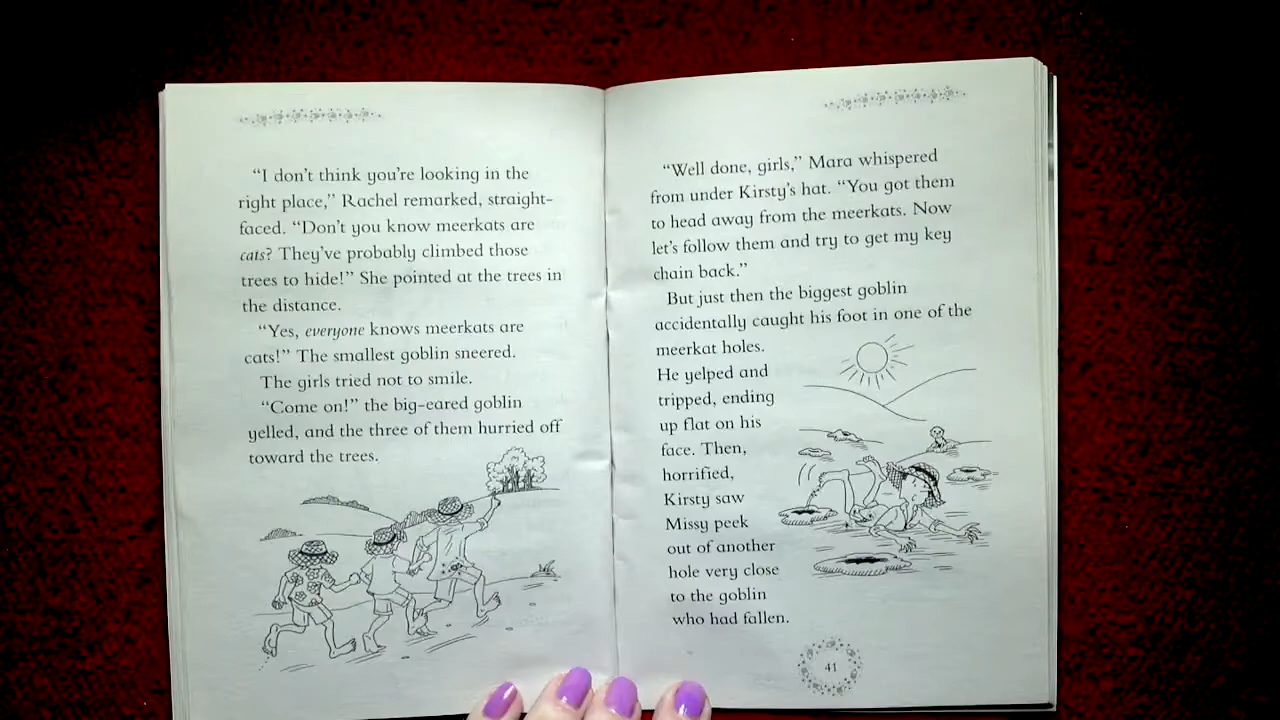 “I don’t think you’re looking in the
right place,” Rachel remarked, straight-
faced. “Don’t you know meerkats are
cats? They’ve probably climbed those
trees to hide!” She pointed at the trees in
the distance.
“Yes, everyone knows meerkats are
cats!” The smallest goblin sneered.
The girls tried not to smile.
“Come on!” the big-eared goblin
yelled, and the three of them hurried off
toward the trees.
“Well done, girls,” Mara whispered
from under Kirsty’s hat. “You got them
to head away from the meerkats. Now
let’s follow them and try to get my key
chain back.”
But just then the biggest goblin
accidentally caught his foot in one of the
meerkat holes.
He yelped and
tripped, ending
up flat on his
face. Then,
horrified,
Kirsty saw
Missy peek
out of another
hole very close
to the goblin
who had fallen.
41